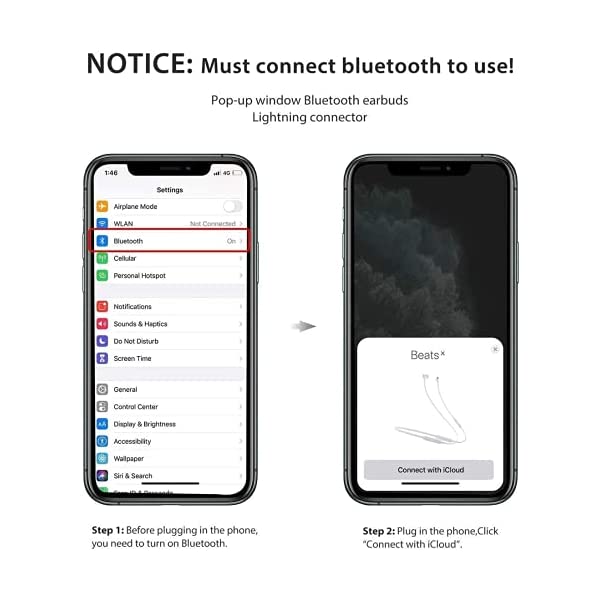 NOTICE: Must connect bluetooth to use!
Pop-up window Bluetooth earbuds
Lightning connector
1:46
4G
Settings
Airplane Mode
WLAN Not Connected
Bluetooth On
Cellular
Personal Hotspot
Notifications
Sounds & Haptics
Do Not Disturb
Screen Time
General
Control Center
AA Display & Brightness
Accessibility
Wallpaper
Siri & Search
Beats x
Connect with iCloud
Step 1: Before plugging in the phone,
you need to turn on Bluetooth.
Step 2: Plug in the phone,Click
“Connect with iCloud”.